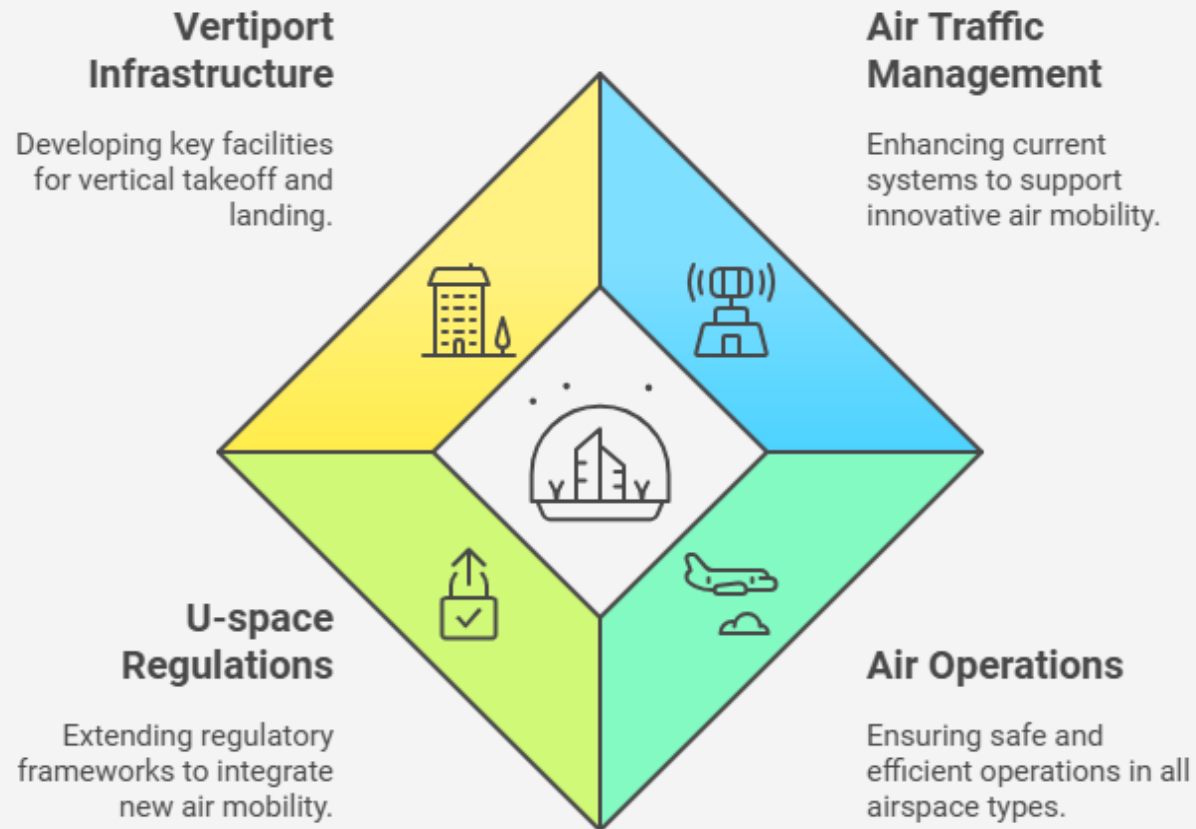 Vertiport
Infrastructure
Developing key facilities
for vertical takeoff and
landing.
Air Traffic
Management
Enhancing current
systems to support
innovative air mobility.
U-space
Regulations
Extending regulatory
frameworks to integrate
new air mobility.
Air Operations
Ensuring safe and
efficient operations in all
airspace types.